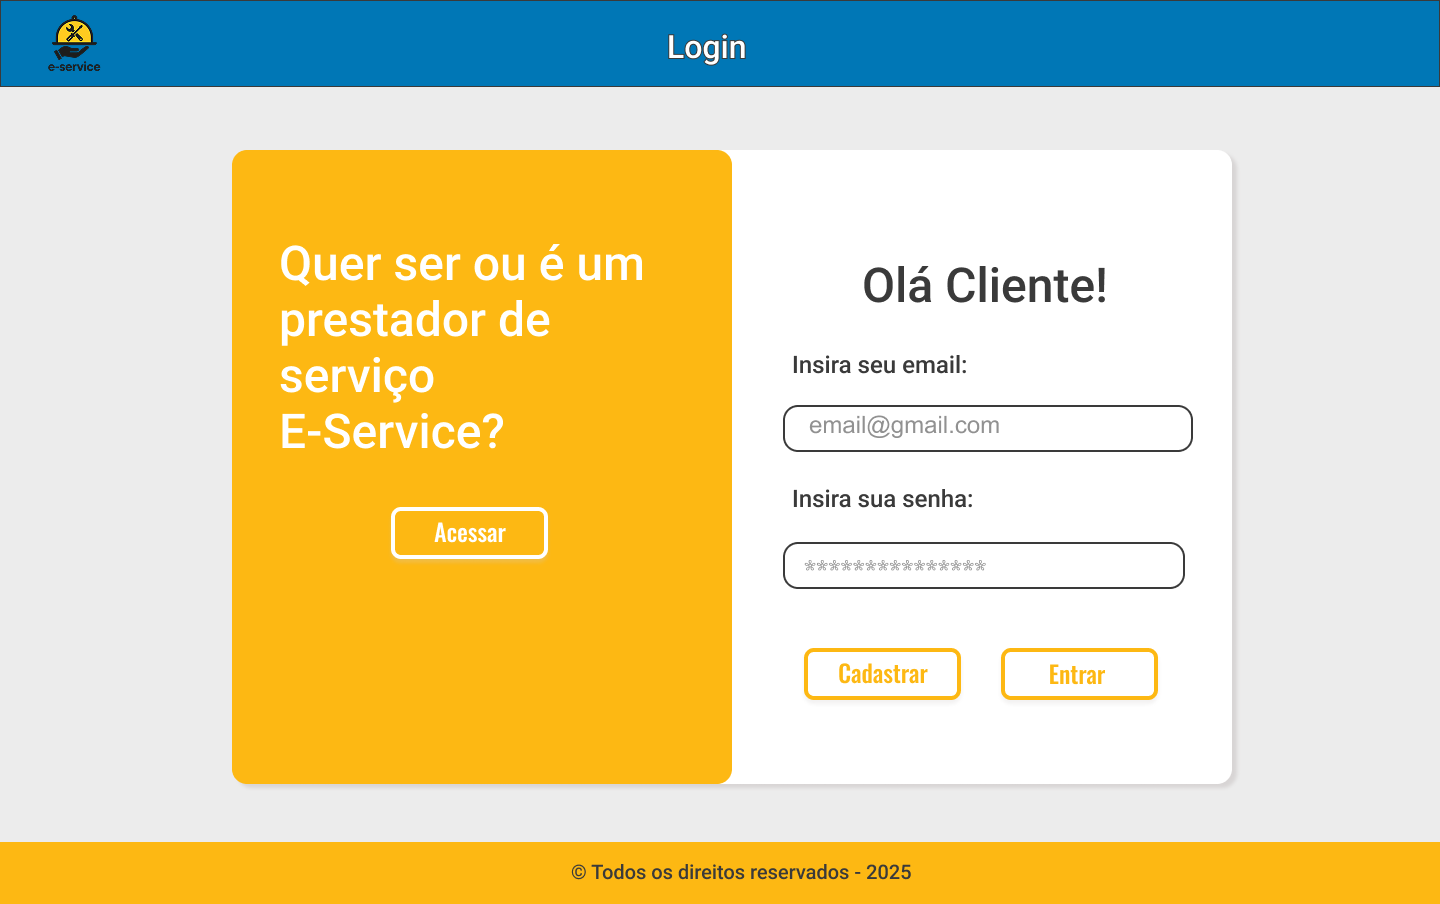 e-service
Login
Quer ser ou é um
prestador de
serviço
E-Service?
Acessar
Olá Cliente!
Insira seu email:
email@gmail.com
Insira sua senha:
***************
Cadastrar
Entrar
© Todos os direitos reservados - 2025